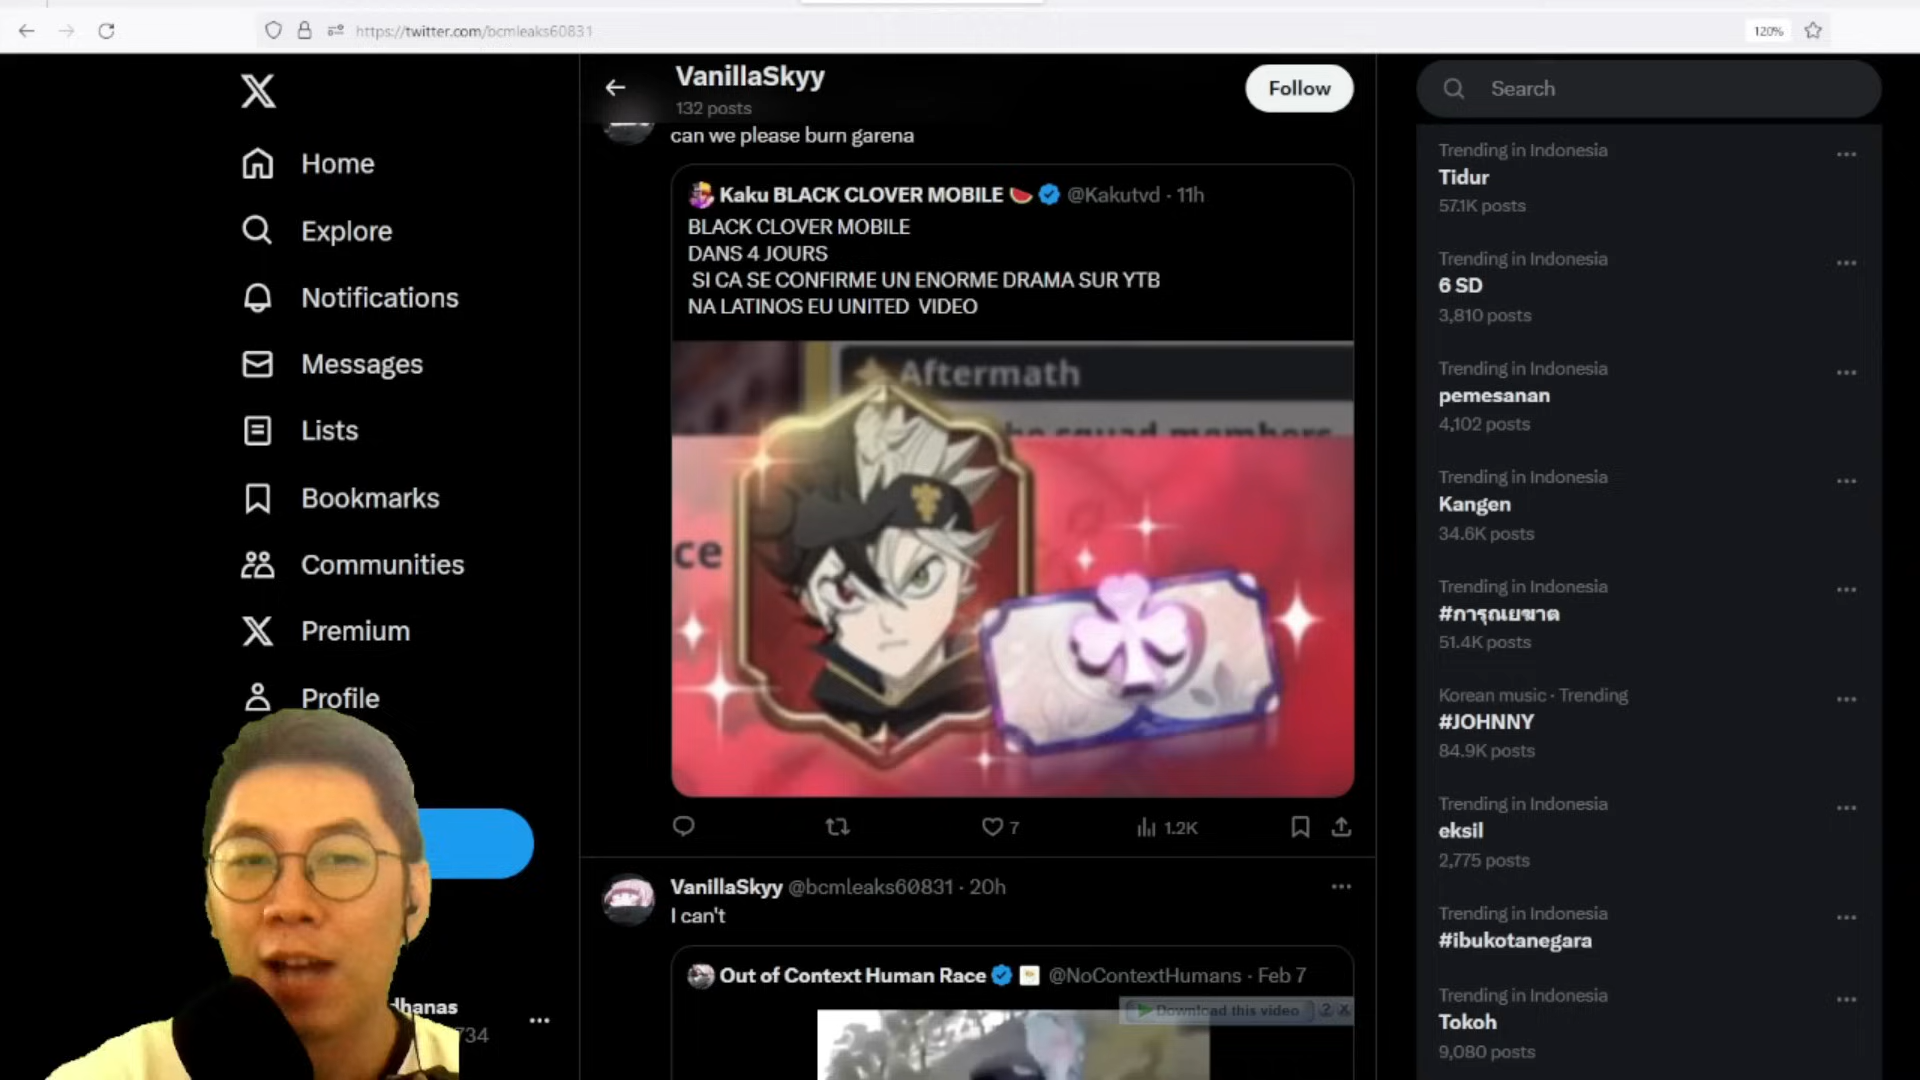 https://twitter.com/bcmleaks60831
120%
Home
Explore
Notifications
Messages
Lists
Bookmarks
Communities
Premium
Profile
dhanas
734
VanillaSkyy
132 posts
Follow
can we please burn garena
Kaku BLACK CLOVER MOBILE @Kakutvd · 11h
BLACK CLOVER MOBILE
DANS 4 JOURS
SI CA SE CONFIRME UN ENORME DRAMA SUR YTB
NA LATINOS EU UNITED VIDEO
Aftermath
he squad members
ce
7
1.2K
VanillaSkyy @bcmleaks60831 · 20h
I can't
Out of Context Human Race @NoContextHumans · Feb 7
Download this video ? X
Search
Trending in Indonesia
Tidur
57.1K posts
Trending in Indonesia
6 SD
3,810 posts
Trending in Indonesia
pemesanan
4,102 posts
Trending in Indonesia
Kangen
34.6K posts
Trending in Indonesia
#การุณยฆาต
51.4K posts
Korean music · Trending
#JOHNNY
84.9K posts
Trending in Indonesia
eksil
2,775 posts
Trending in Indonesia
#ibukotanegara
Trending in Indonesia
Tokoh
9,080 posts